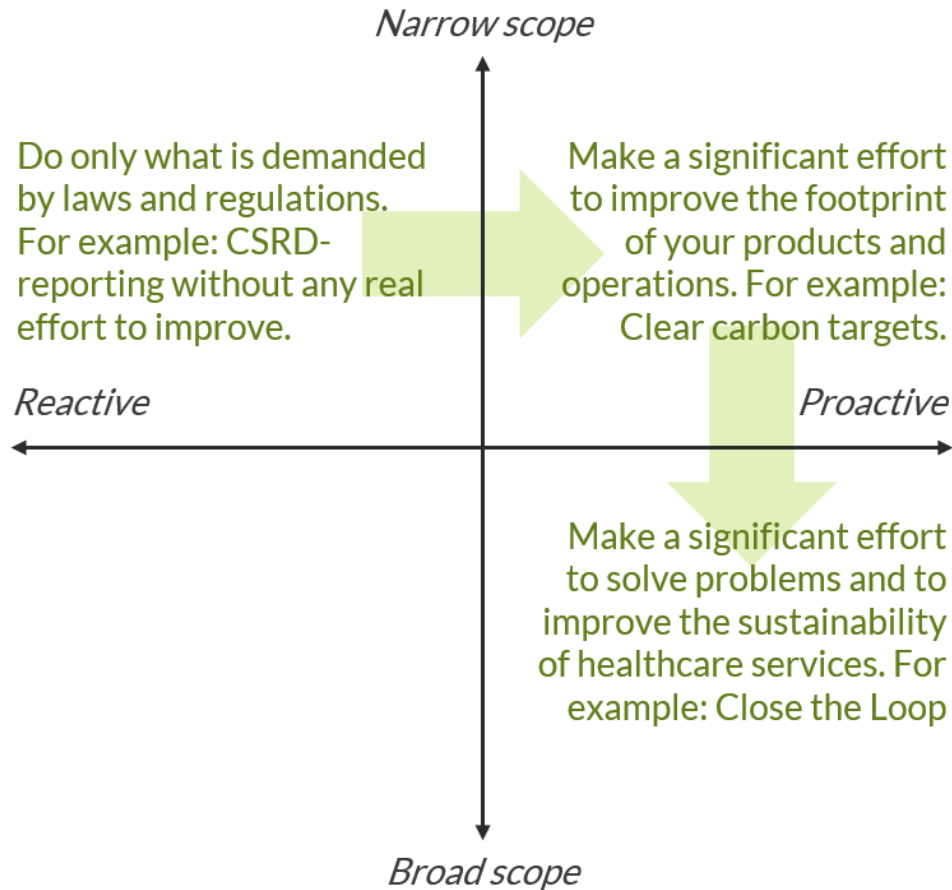 Narrow scope
Do only what is demanded
by laws and regulations.
For example: CSRD-
reporting without any real
effort to improve.
Make a significant effort
to improve the footprint
of your products and
operations. For example:
Clear carbon targets.
Reactive
Proactive
Make a significant effort
to solve problems and to
improve the sustainability
of healthcare services. For
example: Close the Loop
Broad scope